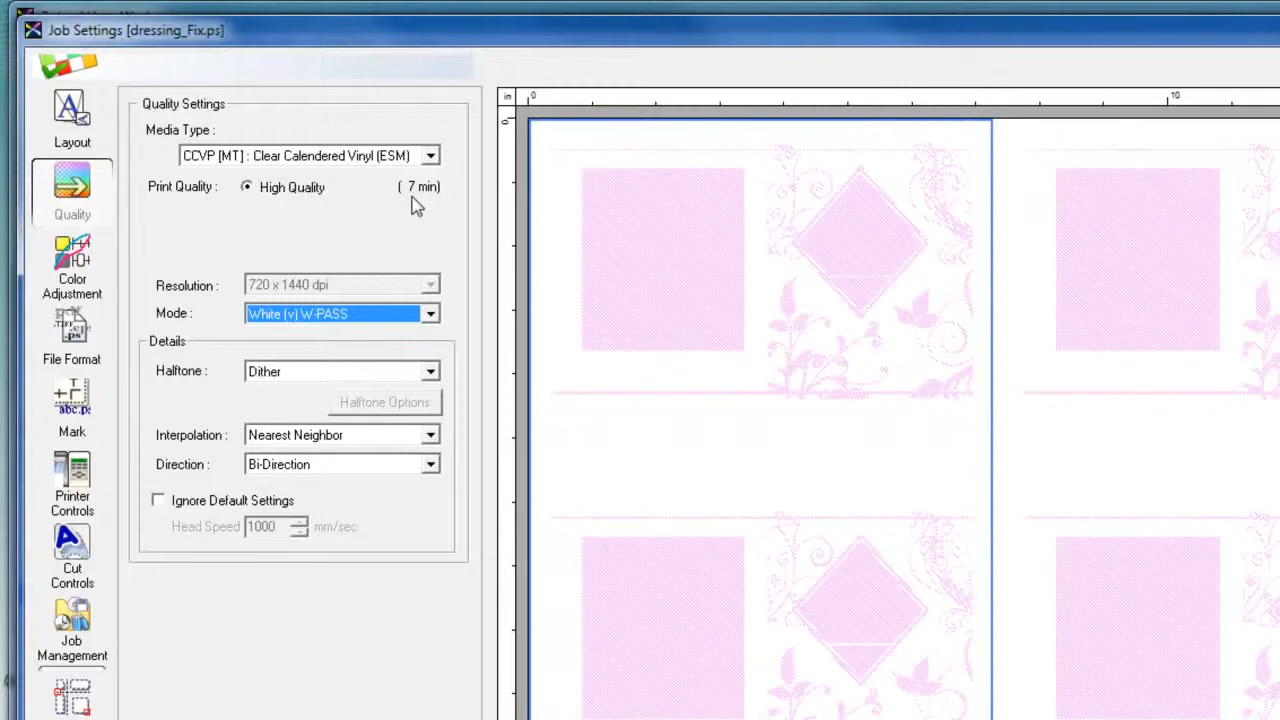 Job Settings [dressing_Fix.ps]
in
0
10
0
Layout
Quality
Color
Adjustment
File Format
abc.ps
Mark
Printer
Controls
Cut
Controls
Job
Management
Quality Settings
Media Type :
CCVP [MT] : Clear Calendered Vinyl (ESM)
Print Quality :
High Quality
( 7 min)
Resolution :
720 x 1440 dpi
Mode :
White (v) W-PASS
Details
Halftone :
Dither
Halftone Options
Interpolation :
Nearest Neighbor
Direction :
Bi-Direction
Ignore Default Settings
Head Speed
1000
mm/sec